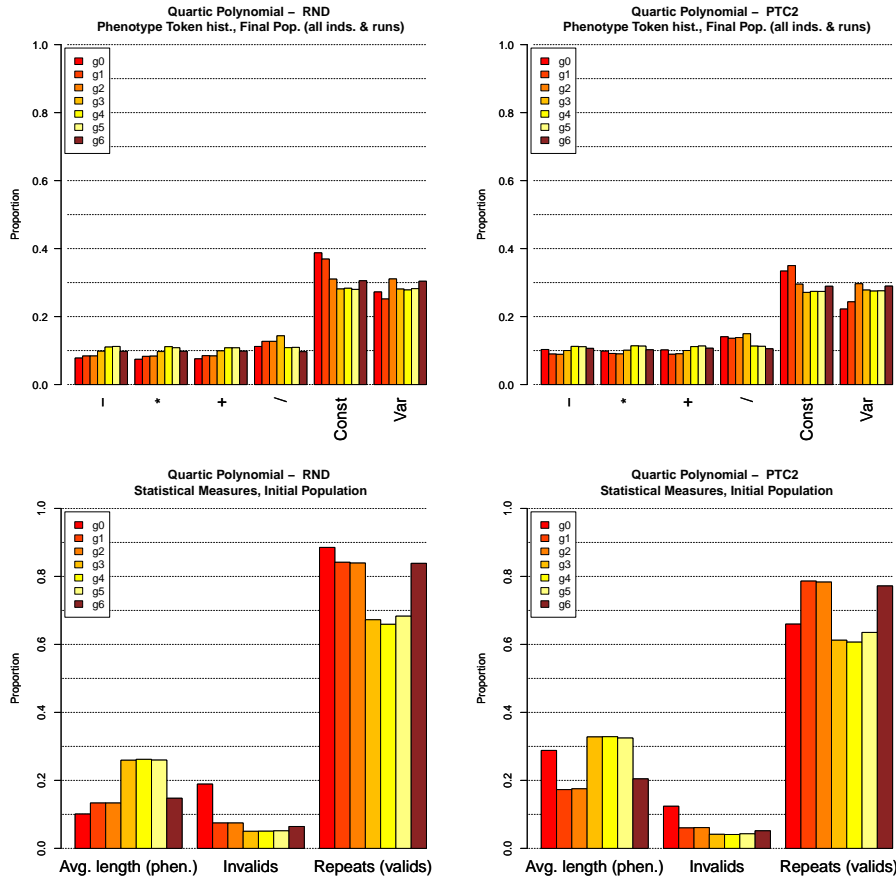 Quartic Polynomial – RND
Phenotype Token hist., Final Pop. (all inds. & runs)
Proportion
1.0
0.8
0.6
0.4
0.2
0.0
g0
g1
g2
g3
g4
g5
g6
– * + / Const Var
Quartic Polynomial – PTC2
Phenotype Token hist., Final Pop. (all inds. & runs)
Proportion
1.0
0.8
0.6
0.4
0.2
0.0
g0
g1
g2
g3
g4
g5
g6
– * + / Const Var
Quartic Polynomial – RND
Statistical Measures, Initial Population
Proportion
1.0
0.8
0.6
0.4
0.2
0.0
g0
g1
g2
g3
g4
g5
g6
Avg. length (phen.) Invalids Repeats (valids)
Quartic Polynomial – PTC2
Statistical Measures, Initial Population
Proportion
1.0
0.8
0.6
0.4
0.2
0.0
g0
g1
g2
g3
g4
g5
g6
Avg. length (phen.) Invalids Repeats (valids)